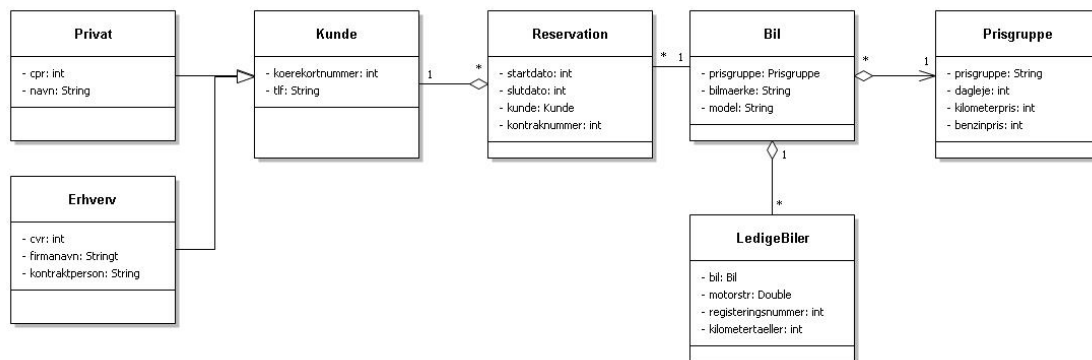 Privat
- cpr: int
- navn: String
Kunde
- koerekortnummer: int
- tlf: String
1
*
Reservation
- startdato: int
- slutdato: int
- kunde: Kunde
- kontraknummer: int
*
1
Bil
- prisgruppe: Prisgruppe
- bilmaerke: String
- model: String
*
1
Prisgruppe
- prisgruppe: String
- dagleje: int
- kilometerpris: int
- benzinpris: int
Erhverv
- cvr: int
- firmanavn: Stringt
- kontraktperson: String
1
*
LedigeBiler
- bil: Bil
- motorstr: Double
- registeringsnummer: int
- kilometertaeller: int